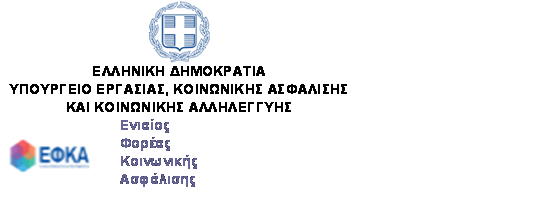 ΕΛΛΗΝΙΚΗ ΔΗΜΟΚΡΑΤΙΑ
ΥΠΟΥΡΓΕΙΟ ΕΡΓΑΣΙΑΣ, ΚΟΙΝΩΝΙΚΗΣ ΑΣΦΑΛΙΣΗΣ
ΚΑΙ ΚΟΙΝΩΝΙΚΗΣ ΑΛΛΗΛΕΓΓΥΗΣ
Ενιαίος
Φορέας
Κοινωνικής
Ασφάλισης
ΕΦΚΑ